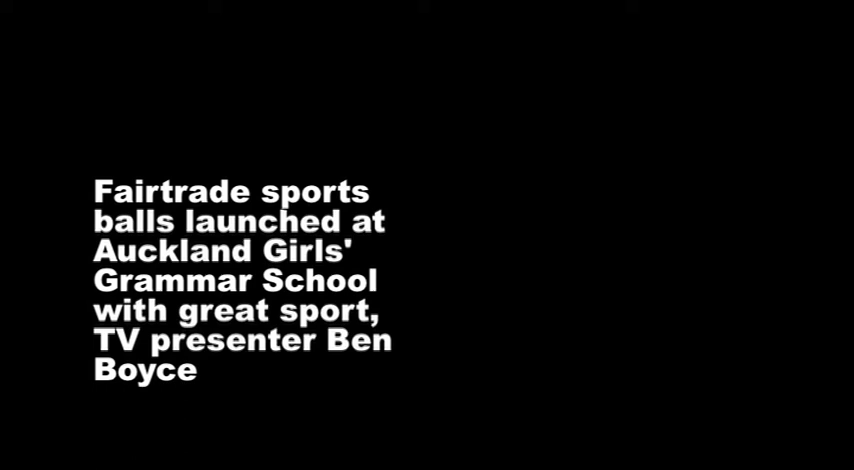 Fairtrade sports
balls launched at
Auckland Girls'
Grammar School
with great sport,
TV presenter Ben
Boyce